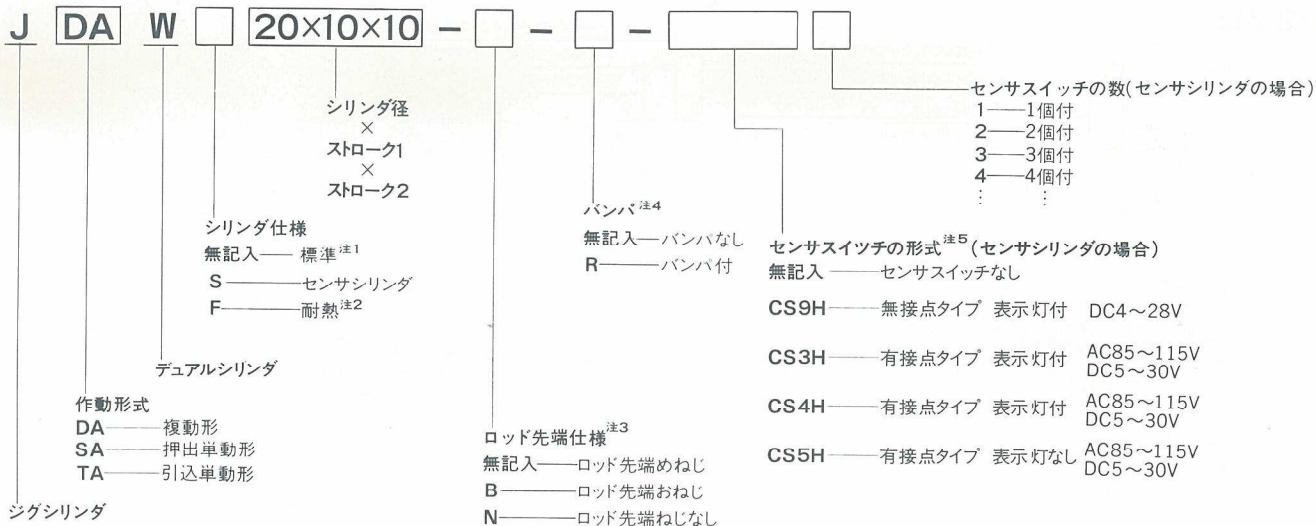 J DA W 20×10×10 - - -
センサスイッチの数(センサシリンダの場合)
1――1個付
2――2個付
3――3個付
4――4個付
⋮ ⋮
シリンダ径
×
ストローク1
×
ストローク2
シリンダ仕様
無記入――標準注1
S――センサシリンダ
F――耐熱注2
バンパ注4
無記入――バンパなし
R――バンパ付
センサスイツチの形式注5(センサシリンダの場合)
無記入――センサスイッチなし
CS9H――無接点タイプ 表示灯付 DC4～28V
CS3H――有接点タイプ 表示灯付 AC85～115V
DC5～30V
CS4H――有接点タイプ 表示灯付 AC85～115V
DC5～30V
CS5H――有接点タイプ 表示灯なし AC85～115V
DC5～30V
デュアルシリンダ
作動形式
DA――複動形
SA――押出単動形
TA――引込単動形
ロッド先端仕様注3
無記入――ロッド先端めねじ
B――ロッド先端おねじ
N――ロッド先端ねじなし
ジグシリンダ